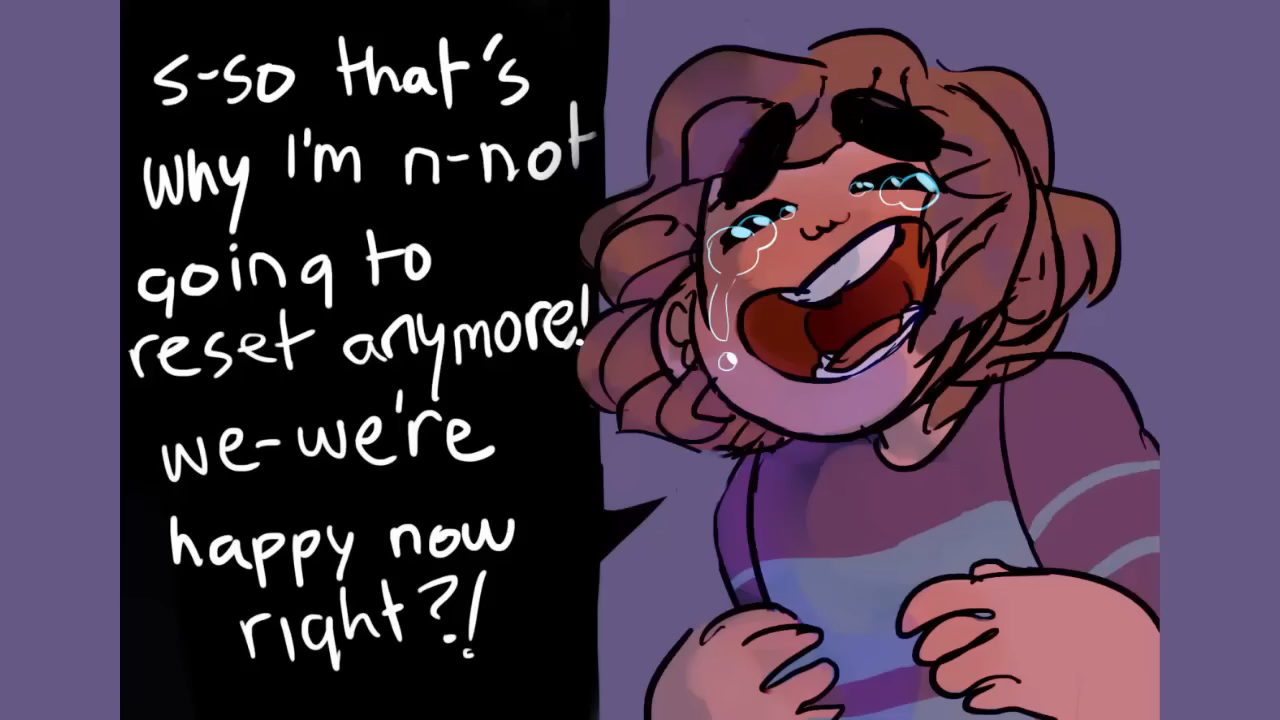 s-so that's
why I'm n-not
going to
reset anymore!
we-we're
happy now
right?!